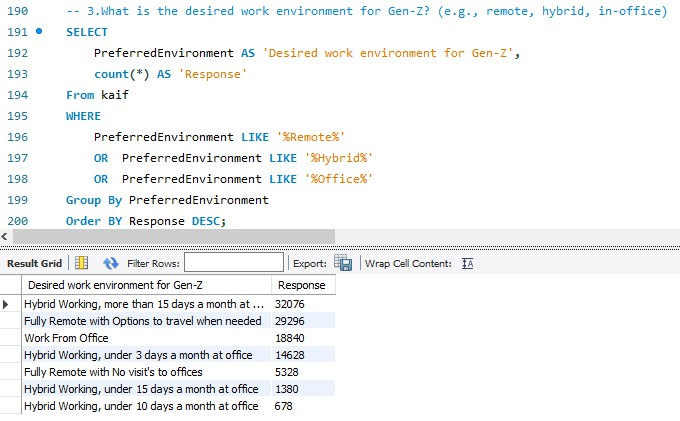 190 -- 3.What is the desired work environment for Gen-Z? (e.g., remote, hybrid, in-office)
191 SELECT
192 PreferredEnvironment AS 'Desired work environment for Gen-Z',
193 count(*) AS 'Response'
194 From kaif
195 WHERE
196 PreferredEnvironment LIKE '%Remote%'
197 OR PreferredEnvironment LIKE '%Hybrid%'
198 OR PreferredEnvironment LIKE '%Office%'
199 Group By PreferredEnvironment
200 Order BY Response DESC;
Result Grid Filter Rows: Export: Wrap Cell Content: IA
Desired work environment for Gen-Z Response
Hybrid Working, more than 15 days a month at ... 32076
Fully Remote with Options to travel when needed 29296
Work From Office 18840
Hybrid Working, under 3 days a month at office 14628
Fully Remote with No visit's to offices 5328
Hybrid Working, under 15 days a month at office 1380
Hybrid Working, under 10 days a month at office 678